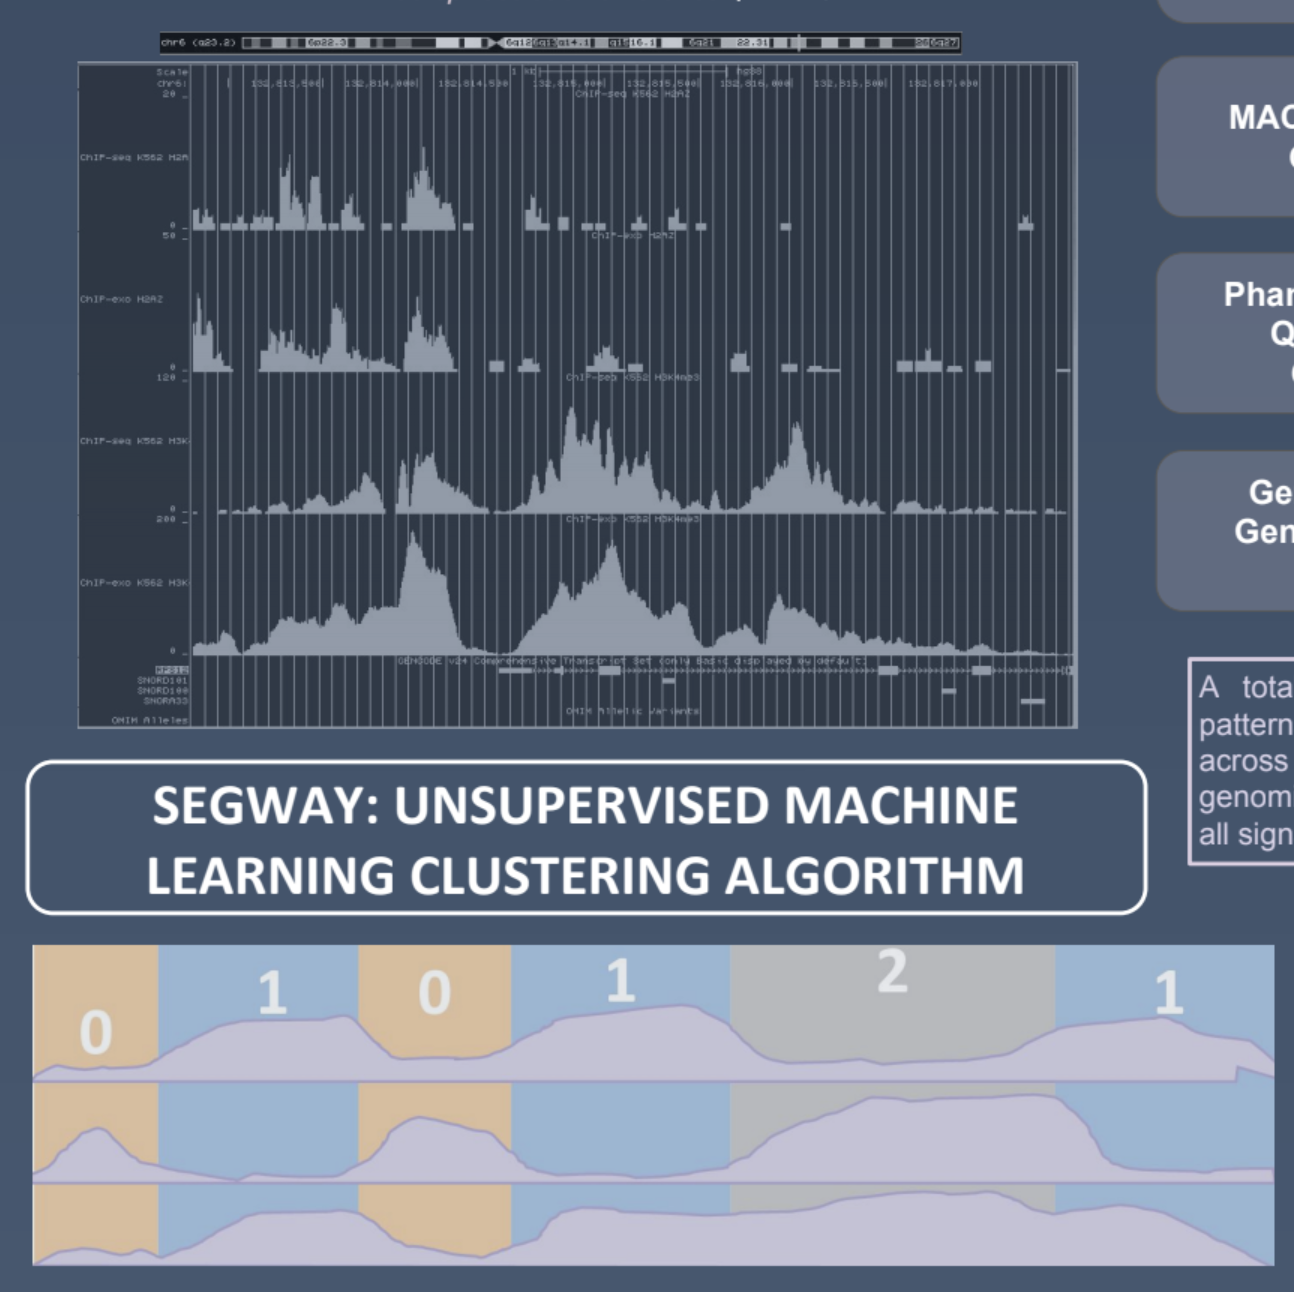 chr6 (q23.2) 6p22.3 6q14.1 16.1 6q21 22.31 6q27
Scale 1 kb hg38
chr6: 132,813,500 132,814,000 132,814,500 132,815,000 132,815,500 132,816,000 132,816,500 132,817,000
20 _ ChIP-seq K562 H2AZ
ChIP-seq K562 H2A
0 _
50 _ ChIP-exo H2AZ
ChIP-exo H2AZ
0 _
120 _ ChIP-seq K562 H3K4me3
ChIP-seq K562 H3K
0 _
200 _ ChIP-exo K562 H3K4me3
ChIP-exo K562 H3K
0 _
GENCODE v24 Comprehensive Transcript Set (only Basic displayed by default)
RPS12
SNORD101
SNORD100
SNORA33
OMIM Allelic Variants
OMIM Alleles
MAC
Phar
Q
Ge
Gen
A tota
pattern
across
genom
all sign
SEGWAY: UNSUPERVISED MACHINE
LEARNING CLUSTERING ALGORITHM
0 1 0 1 2 1